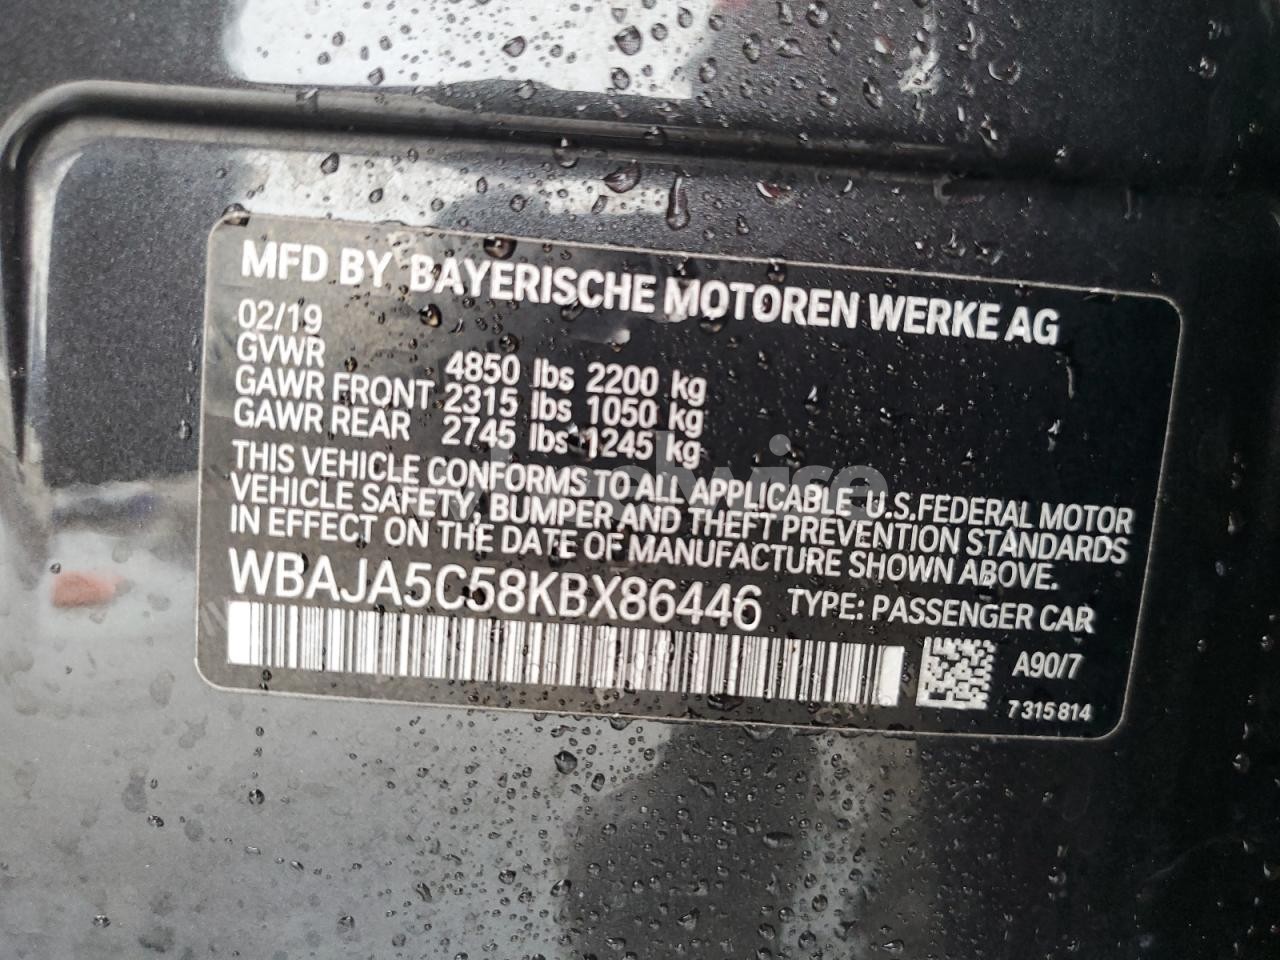 MFD BY BAYERISCHE MOTOREN WERKE AG
02/19
GVWR 4850 lbs 2200 kg
GAWR FRONT 2315 lbs 1050 kg
GAWR REAR 2745 lbs 1245 kg
THIS VEHICLE CONFORMS TO ALL APPLICABLE U.S.FEDERAL MOTOR
VEHICLE SAFETY, BUMPER AND THEFT PREVENTION STANDARDS
IN EFFECT ON THE DATE OF MANUFACTURE SHOWN ABOVE.
WBAJA5C58KBX86446 TYPE: PASSENGER CAR
A90/7
7 315 814